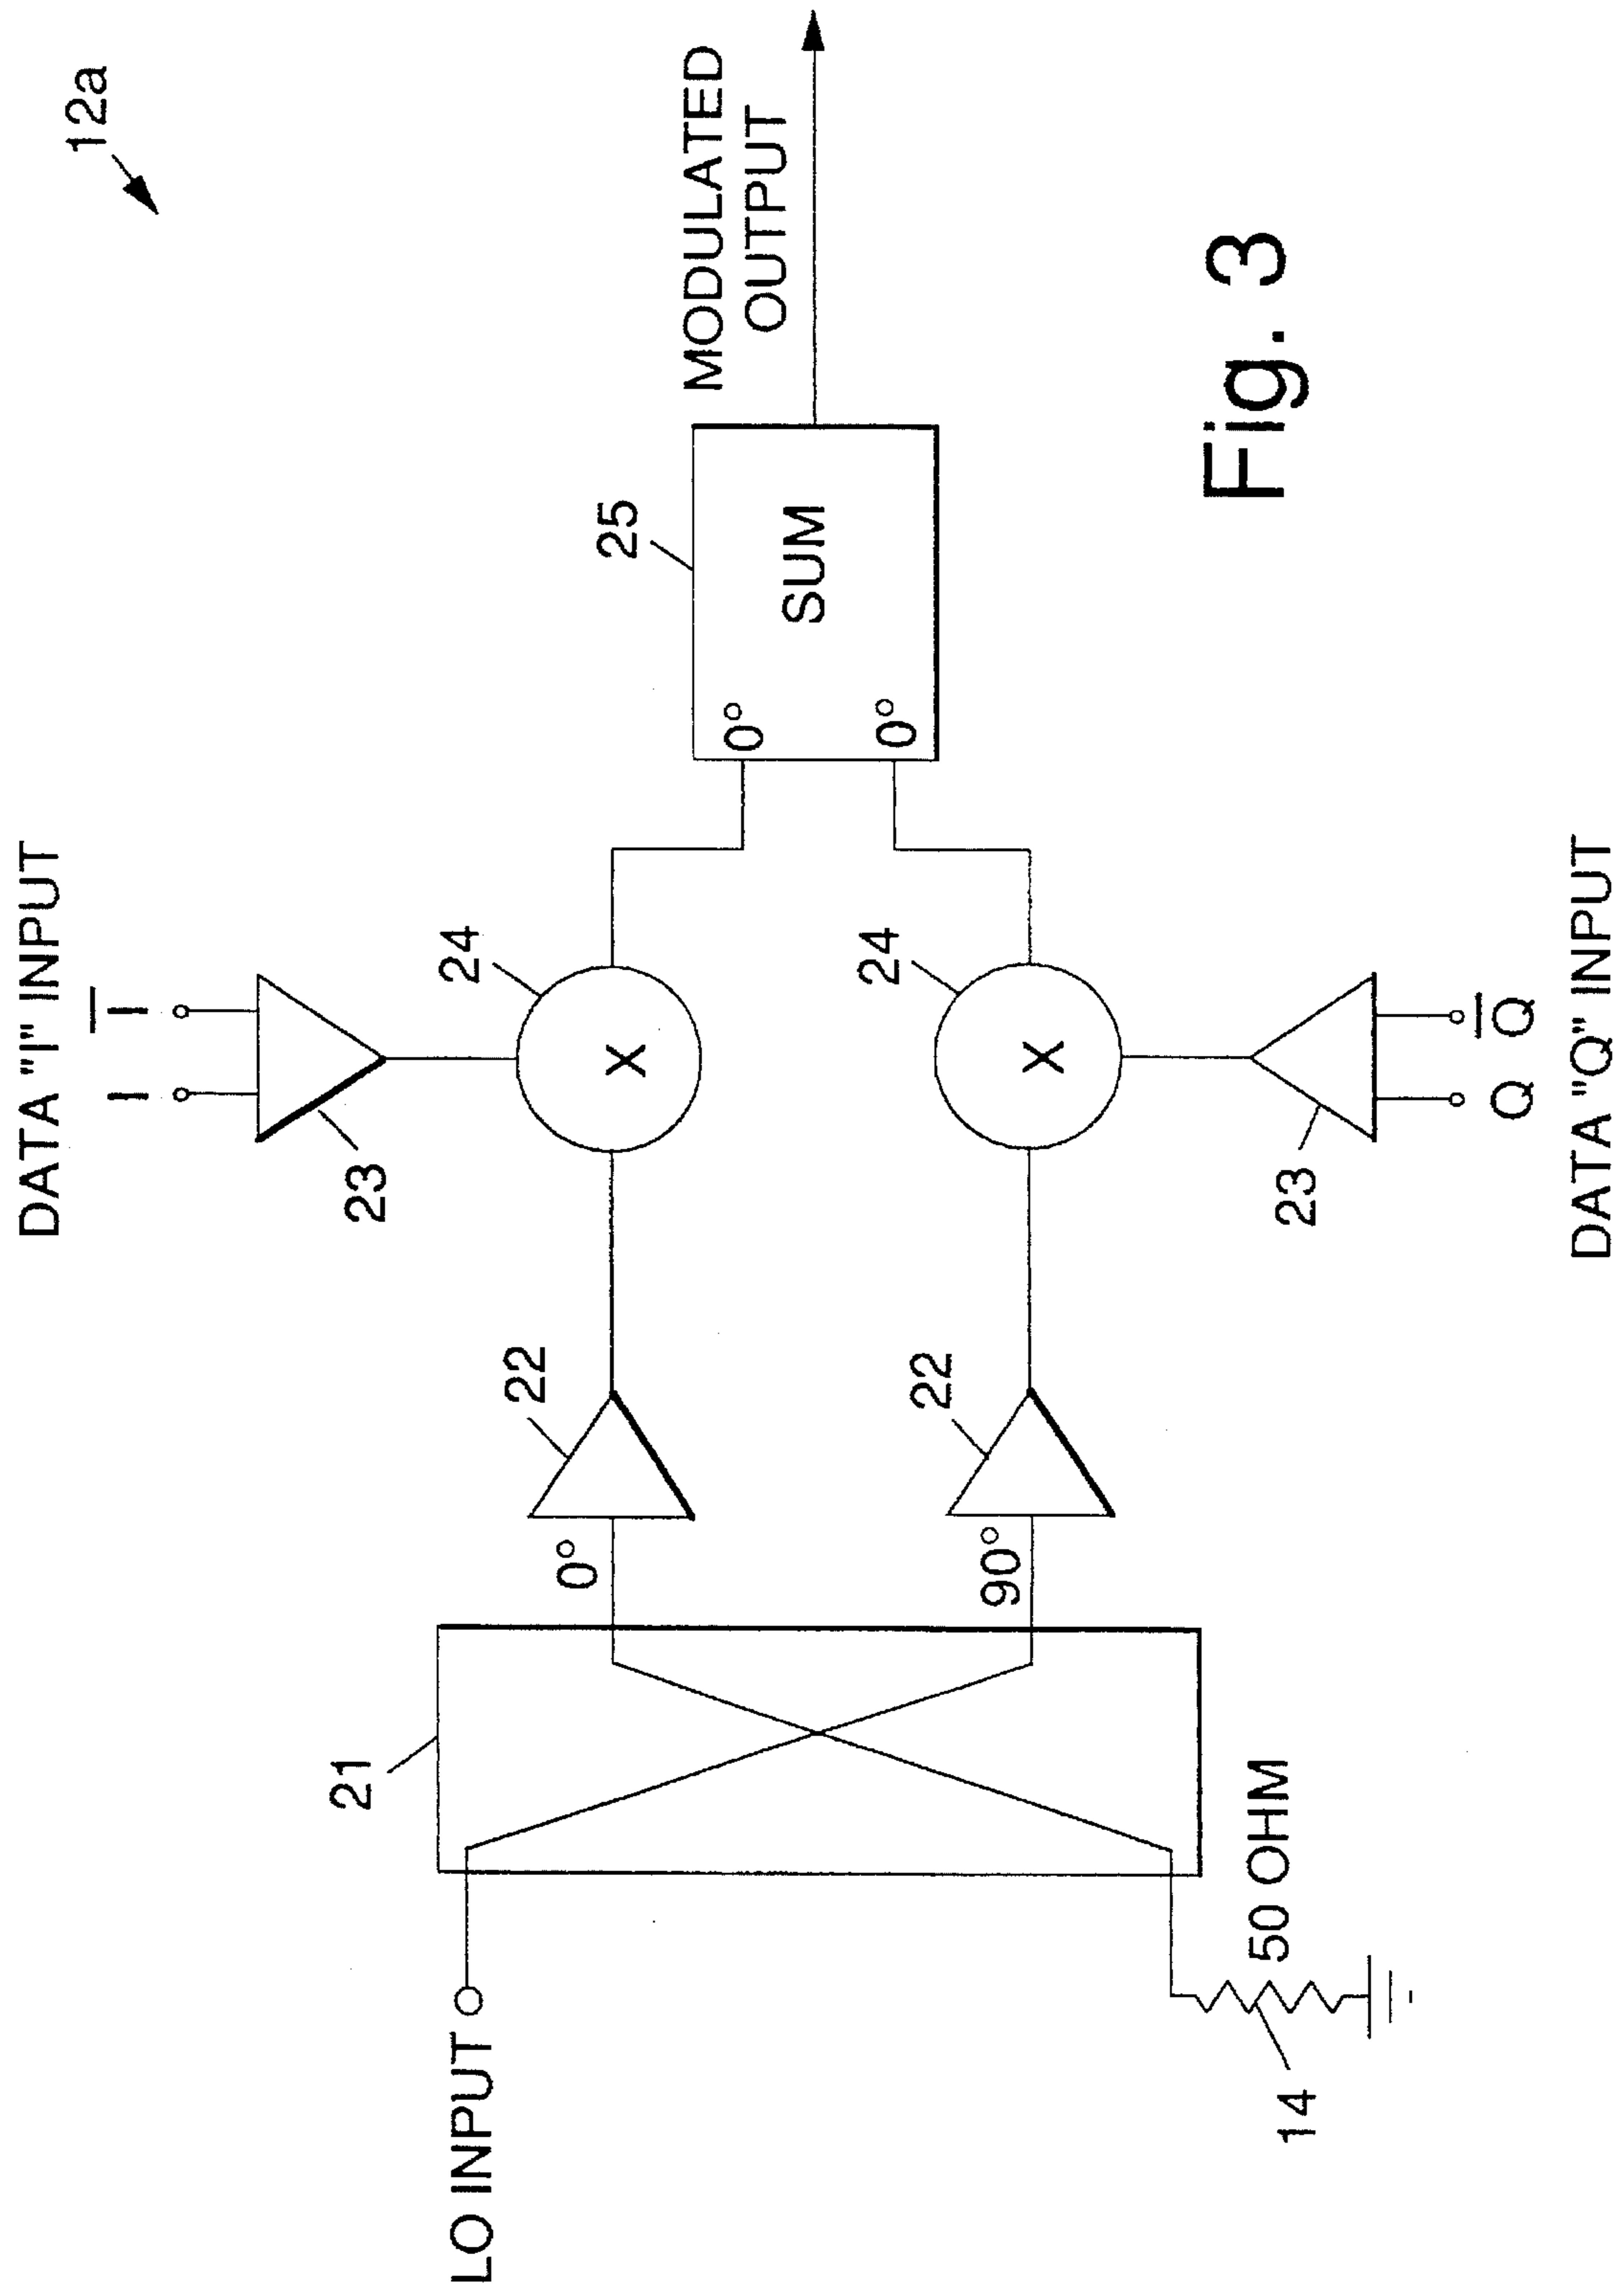 12a
DATA "I" INPUT
I
I̅
23
24
22
0°
LO INPUT
21
25
0°
SUM
0°
MODULATED
OUTPUT
24
22
90°
14
50 OHM
23
Q
Q̅
DATA "Q" INPUT
X
X
Fig. 3